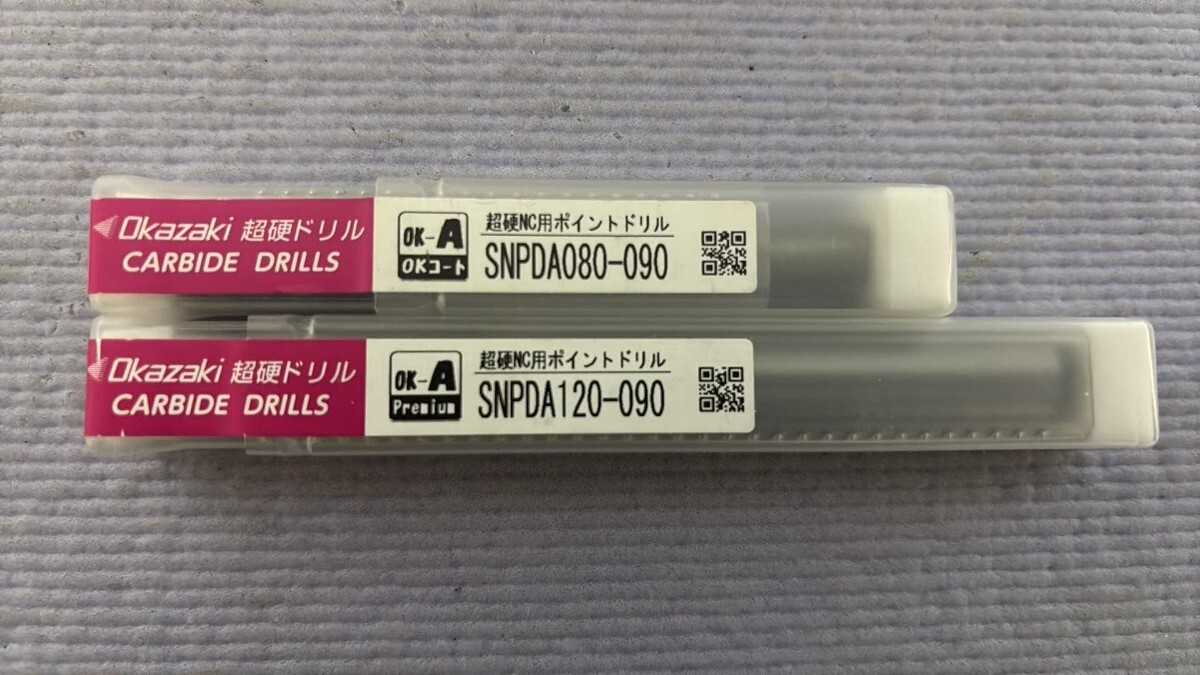 Okazaki 超硬ドリル
CARBIDE DRILLS
OK-A
OKコート
超硬NC用ポイントドリル
SNPDA080-090
Okazaki 超硬ドリル
CARBIDE DRILLS
OK-A
Premium
超硬NC用ポイントドリル
SNPDA120-090